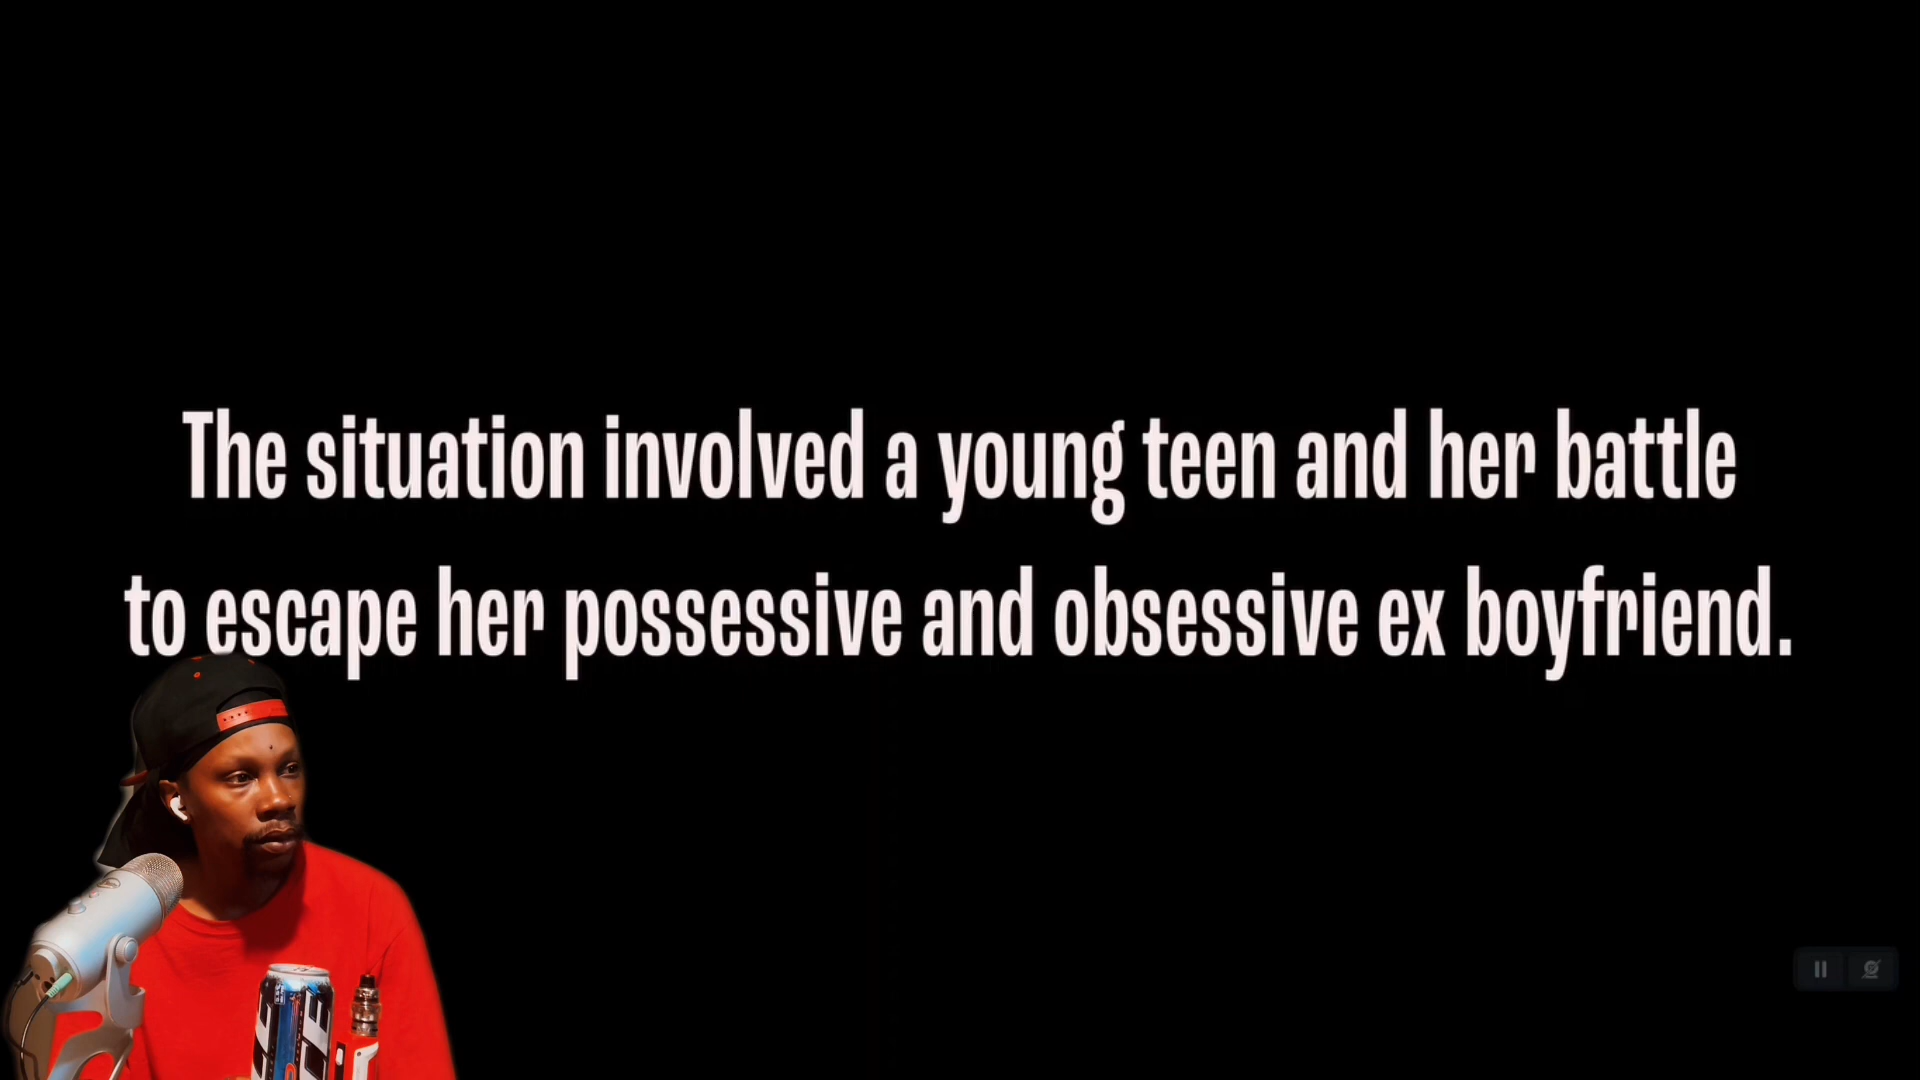 The situation involved a young teen and her battle
to escape her possessive and obsessive ex boyfriend.